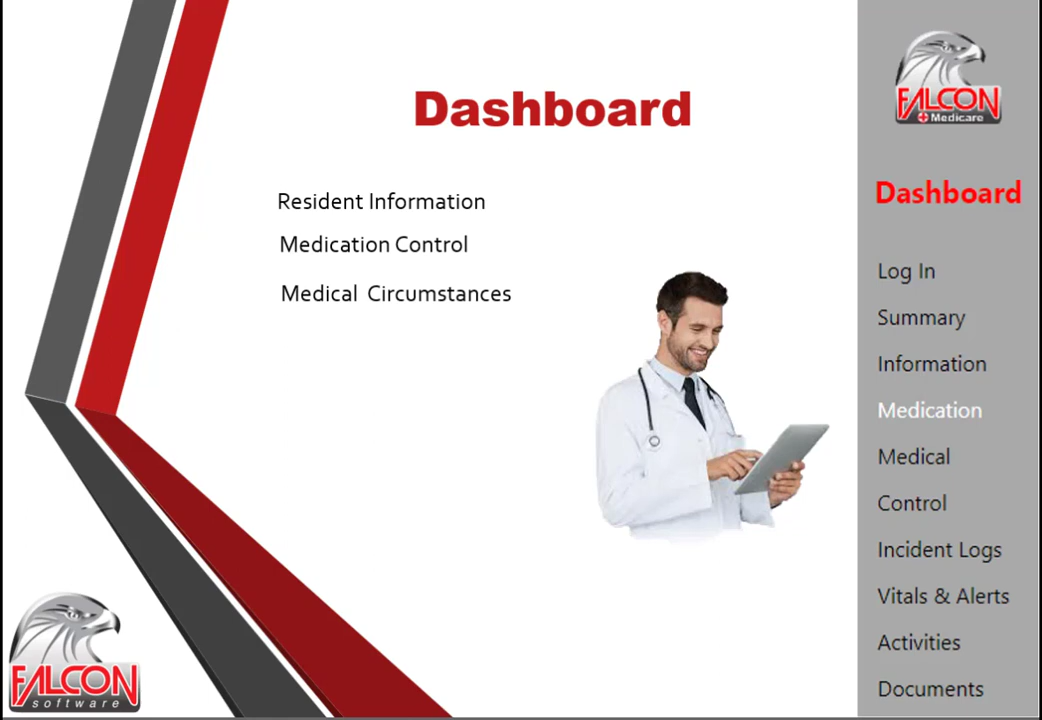 Dashboard
Resident Information
Medication Control
Medical Circumstances
FALCON
software
FALCON
Medicare
Dashboard
Log In
Summary
Information
Medication
Medical
Control
Incident Logs
Vitals & Alerts
Activities
Documents